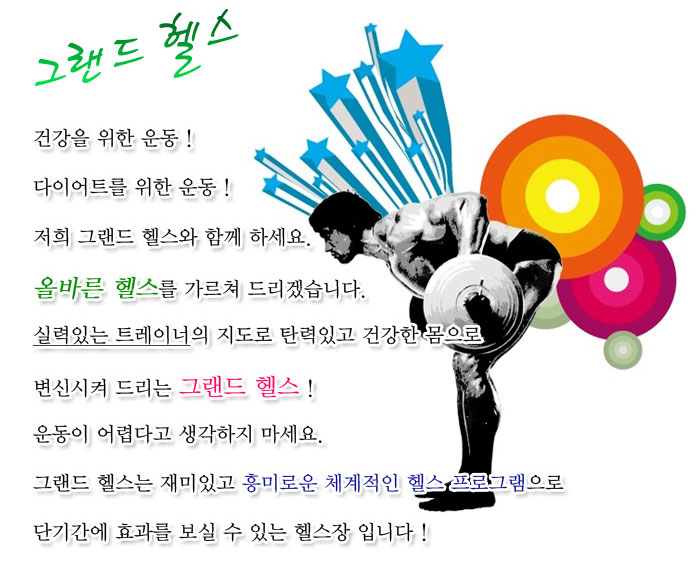 그랜드 헬스
건강을 위한 운동 !
다이어트를 위한 운동 !
저희 그랜드 헬스와 함께 하세요.
올바른 헬스를 가르쳐 드리겠습니다.
실력있는 트레이너의 지도로 탄력있고 건강한 몸으로
변신시켜 드리는 그랜드 헬스 !
운동이 어렵다고 생각하지 마세요.
그랜드 헬스는 재미있고 흥미로운 체계적인 헬스 프로그램으로
단기간에 효과를 보실 수 있는 헬스장 입니다 !